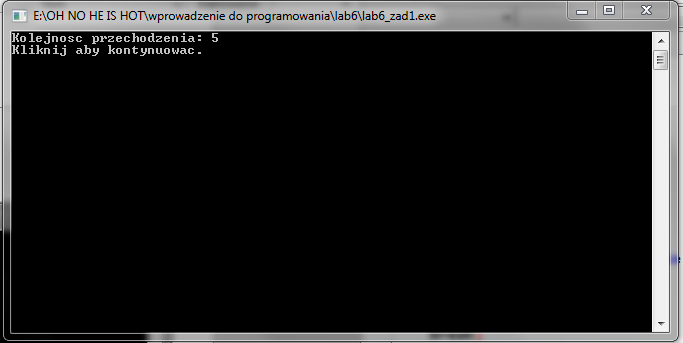 E:\OH NO HE IS HOT\wprowadzenie do programowania\lab6\lab6_zad1.exe
Kolejnosc przechodzenia: 5
Kliknij aby kontynuowac.